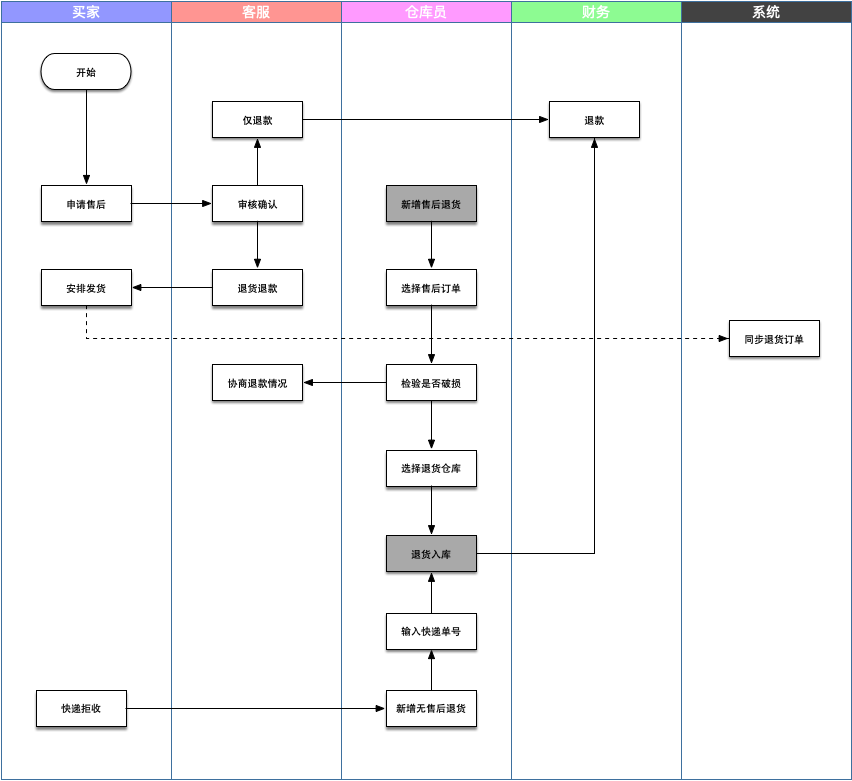 买家
客服
仓库员
财务
系统
开始
仅退款
退款
申请售后
审核确认
新增售后退货
安排发货
退货退款
选择售后订单
同步退货订单
协商退款情况
检验是否破损
选择退货仓库
退货入库
输入快递单号
快递拒收
新增无售后退货